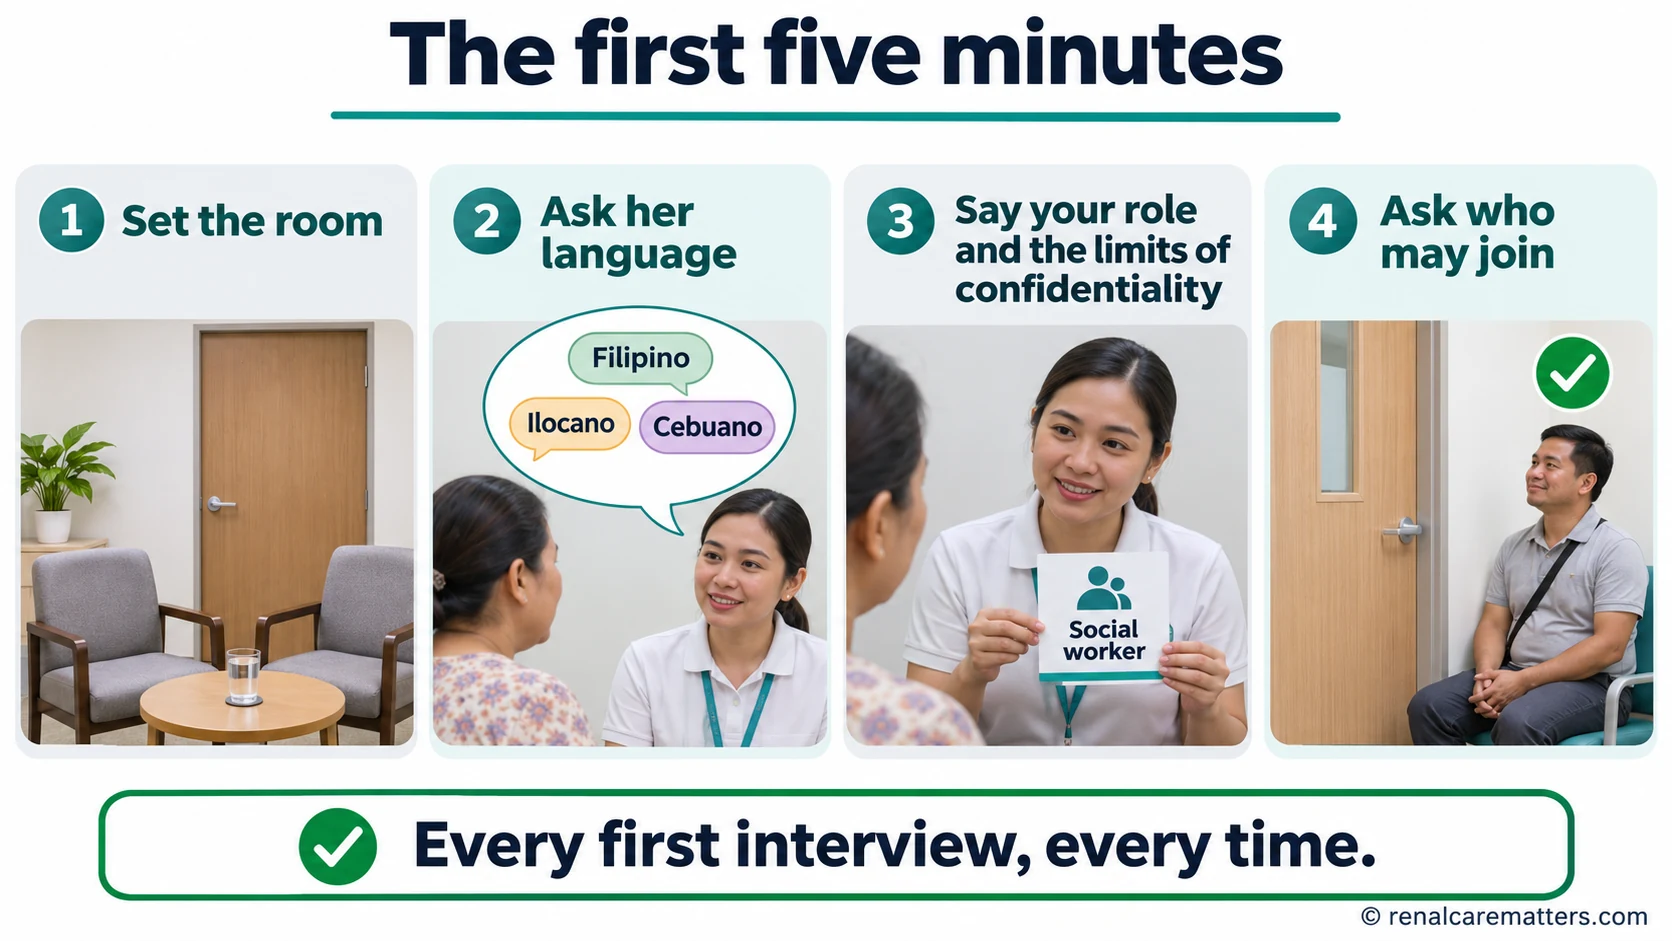 The first five minutes
1 Set the room
2 Ask her
language
3 Say your role
and the limits of
confidentiality
4 Ask who
may join
Filipino
Ilocano
Cebuano
Social
worker
Every first interview, every time.
© renalcarematters.com